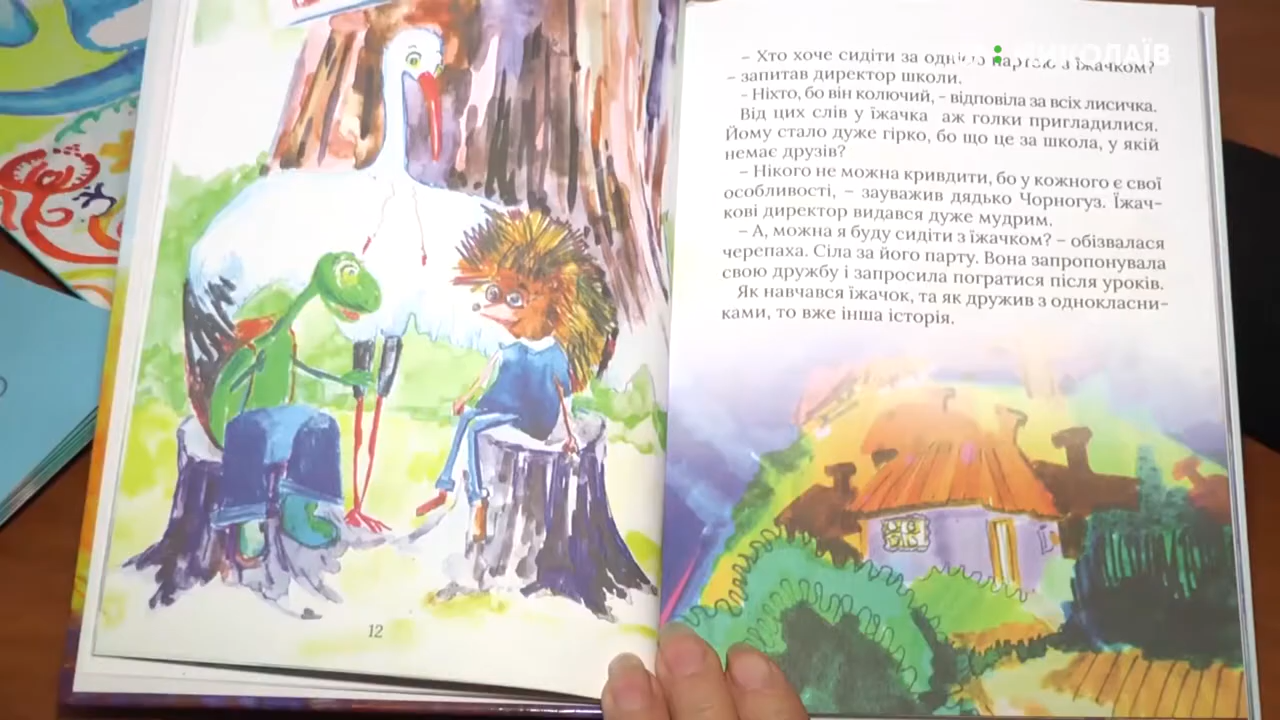 – Хто хоче сидіти за однією партою з їжачком?
– запитав директор школи.
- Ніхто, бо він колючий, – відповіла за всіх лисичка.
Від цих слів у їжачка аж голки пригладилися.
Йому стало дуже гірко, бо що це за школа, у якій
немає друзів?
– Нікого не можна кривдити, бо у кожного є свої
особливості, – зауважив дядько Чорногуз. Їжач-
кові директор видався дуже мудрим.
– А, можна я буду сидіти з їжачком? – обізвалася
черепаха. Сіла за його парту. Вона запропонувала
свою дружбу і запросила погратися після уроків.
Як навчався їжачок, та як дружив з однокласни-
ками, то вже інша історія.
12
МИКОЛАЇВ